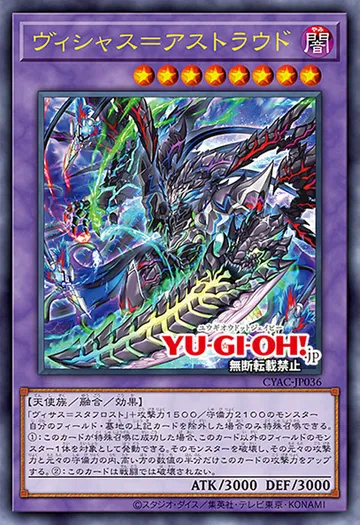 ヴィシャス＝アストラウド
闇
ユウギオウドットジェイピー
YU-GI-OH!.jp
無断転載禁止
CYAC-JP036
【天使族／融合／効果】
「ヴィサス＝スタフロスト」＋攻撃力1500／守備力2100のモンスター
自分のフィールド・墓地の上記カードを除外した場合のみ特殊召喚できる。
①：このカードが特殊召喚に成功した場合、このカード以外のフィールドのモンスター
1体を対象として発動できる。そのモンスターを破壊し、その元々の攻撃
力と元々の守備力の内、高い方の数値の半分だけこのカードの攻撃力をアップ
する。②：このカードは戦闘では破壊されない。
ATK/3000 DEF/3000
©スタジオ・ダイス／集英社・テレビ東京・KONAMI